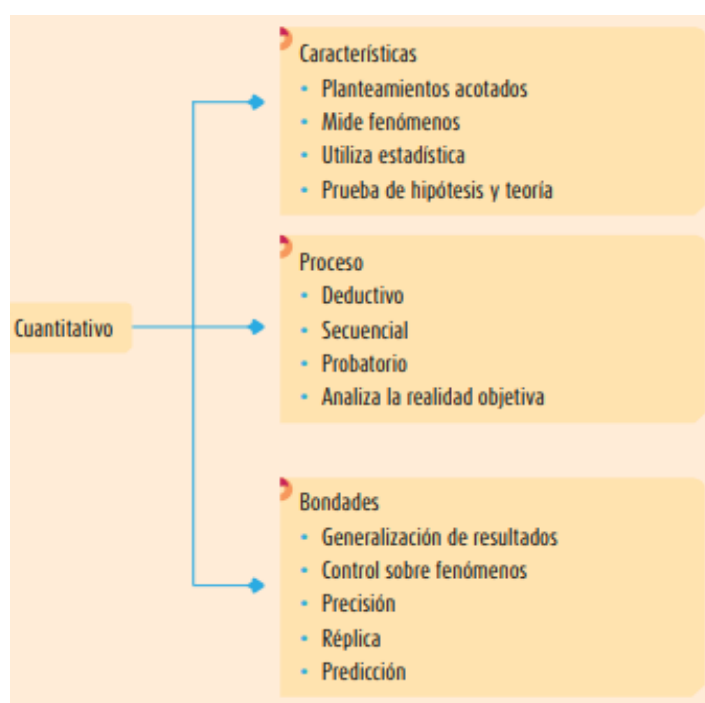 Características
• Planteamientos acotados
• Mide fenómenos
• Utiliza estadística
• Prueba de hipótesis y teoría
Cuantitativo
Proceso
• Deductivo
• Secuencial
• Probatorio
• Analiza la realidad objetiva
Bondades
• Generalización de resultados
• Control sobre fenómenos
• Precisión
• Réplica
• Predicción